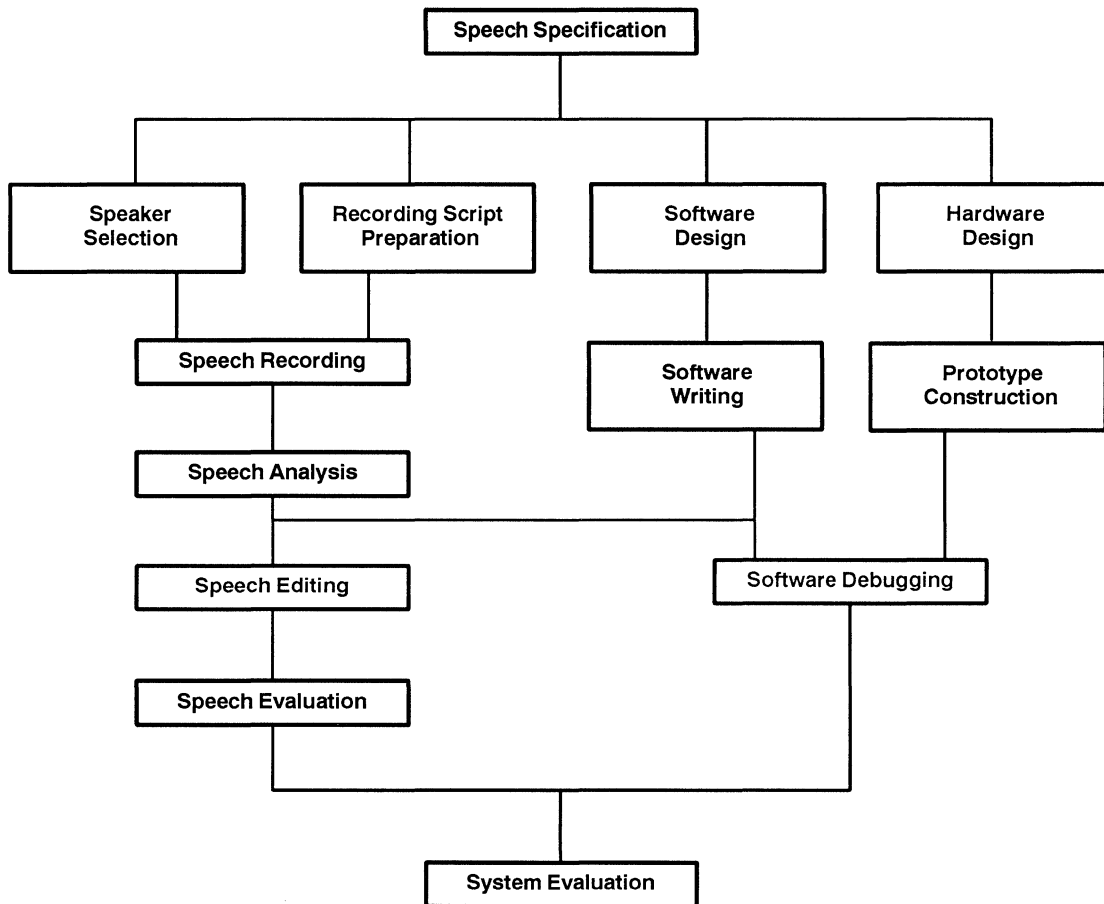 Speech Specification
Speaker
Selection
Recording Script
Preparation
Software
Design
Hardware
Design
Speech Recording
Software
Writing
Prototype
Construction
Speech Analysis
Speech Editing
Software Debugging
Speech Evaluation
System Evaluation